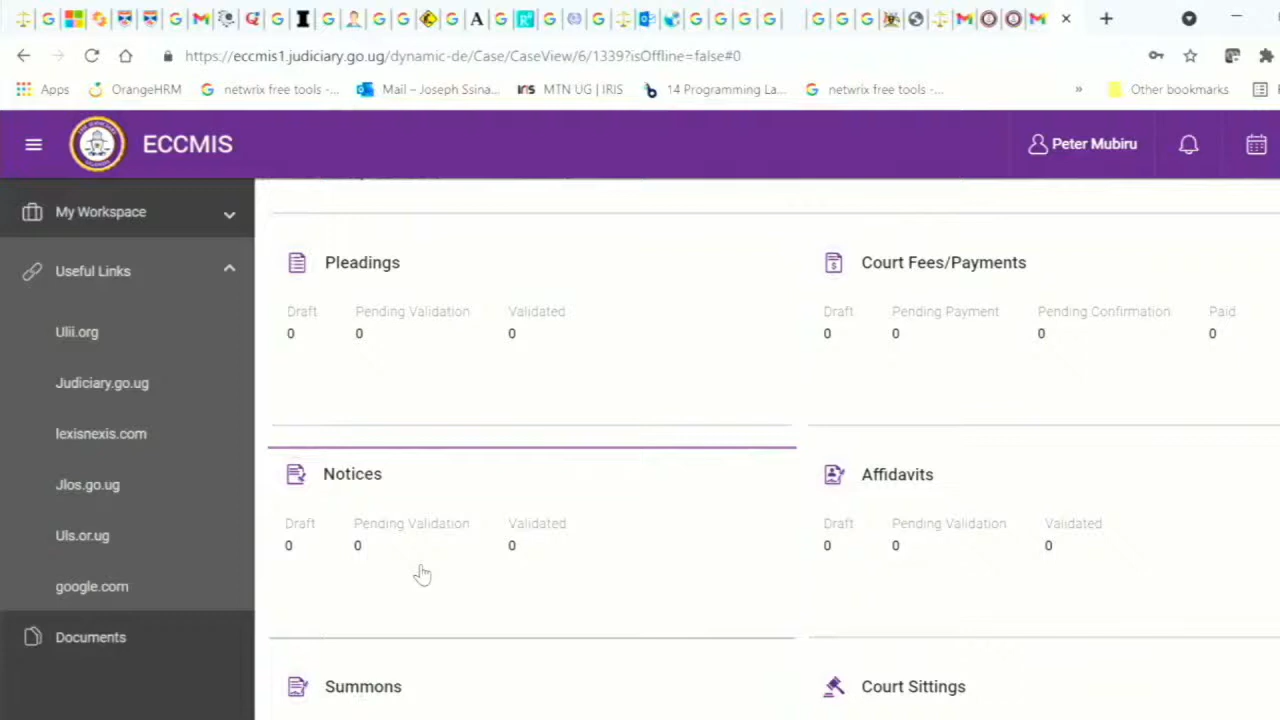 https://eccmis1.judiciary.go.ug/dynamic-de/Case/CaseView/6/1339?isOffline=false#0
Apps OrangeHRM netwrix free tools -... Mail – Joseph Ssina... MTN UG | IRIS 14 Programming La... netwrix free tools -... » Other bookmarks
ECCMIS Peter Mubiru
My Workspace
Useful Links
Ulii.org
Judiciary.go.ug
lexisnexis.com
Jlos.go.ug
Uls.or.ug
google.com
Documents
Pleadings
Draft Pending Validation Validated
0 0 0
Court Fees/Payments
Draft Pending Payment Pending Confirmation Paid
0 0 0 0
Notices
Draft Pending Validation Validated
0 0 0
Affidavits
Draft Pending Validation Validated
0 0 0
Summons
Court Sittings